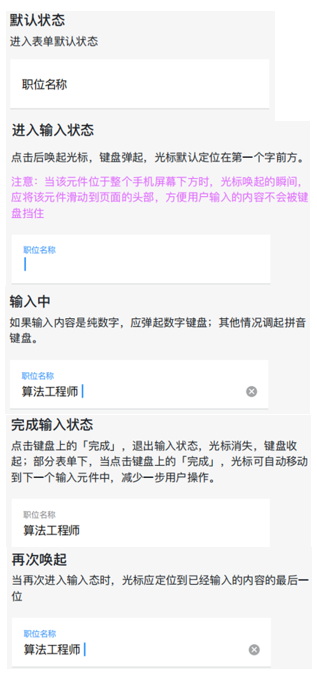 默认状态
进入表单默认状态
职位名称
进入输入状态
点击后唤起光标，键盘弹起，光标默认定位在第一个字前方。
注意：当该元件位于整个手机屏幕下方时，光标唤起的瞬间，
应将该元件滑动到页面的头部，方便用户输入的内容不会被键
盘挡住
职位名称
输入中
如果输入内容是纯数字，应弹起数字键盘；其他情况调起拼音
键盘。
职位名称
算法工程师
完成输入状态
点击键盘上的「完成」，退出输入状态，光标消失，键盘收
起；部分表单下，当点击键盘上的「完成」，光标可自动移动
到下一个输入元件中，减少一步用户操作。
职位名称
算法工程师
再次唤起
当再次进入输入态时，光标应定位到已经输入的内容的最后一
位
职位名称
算法工程师